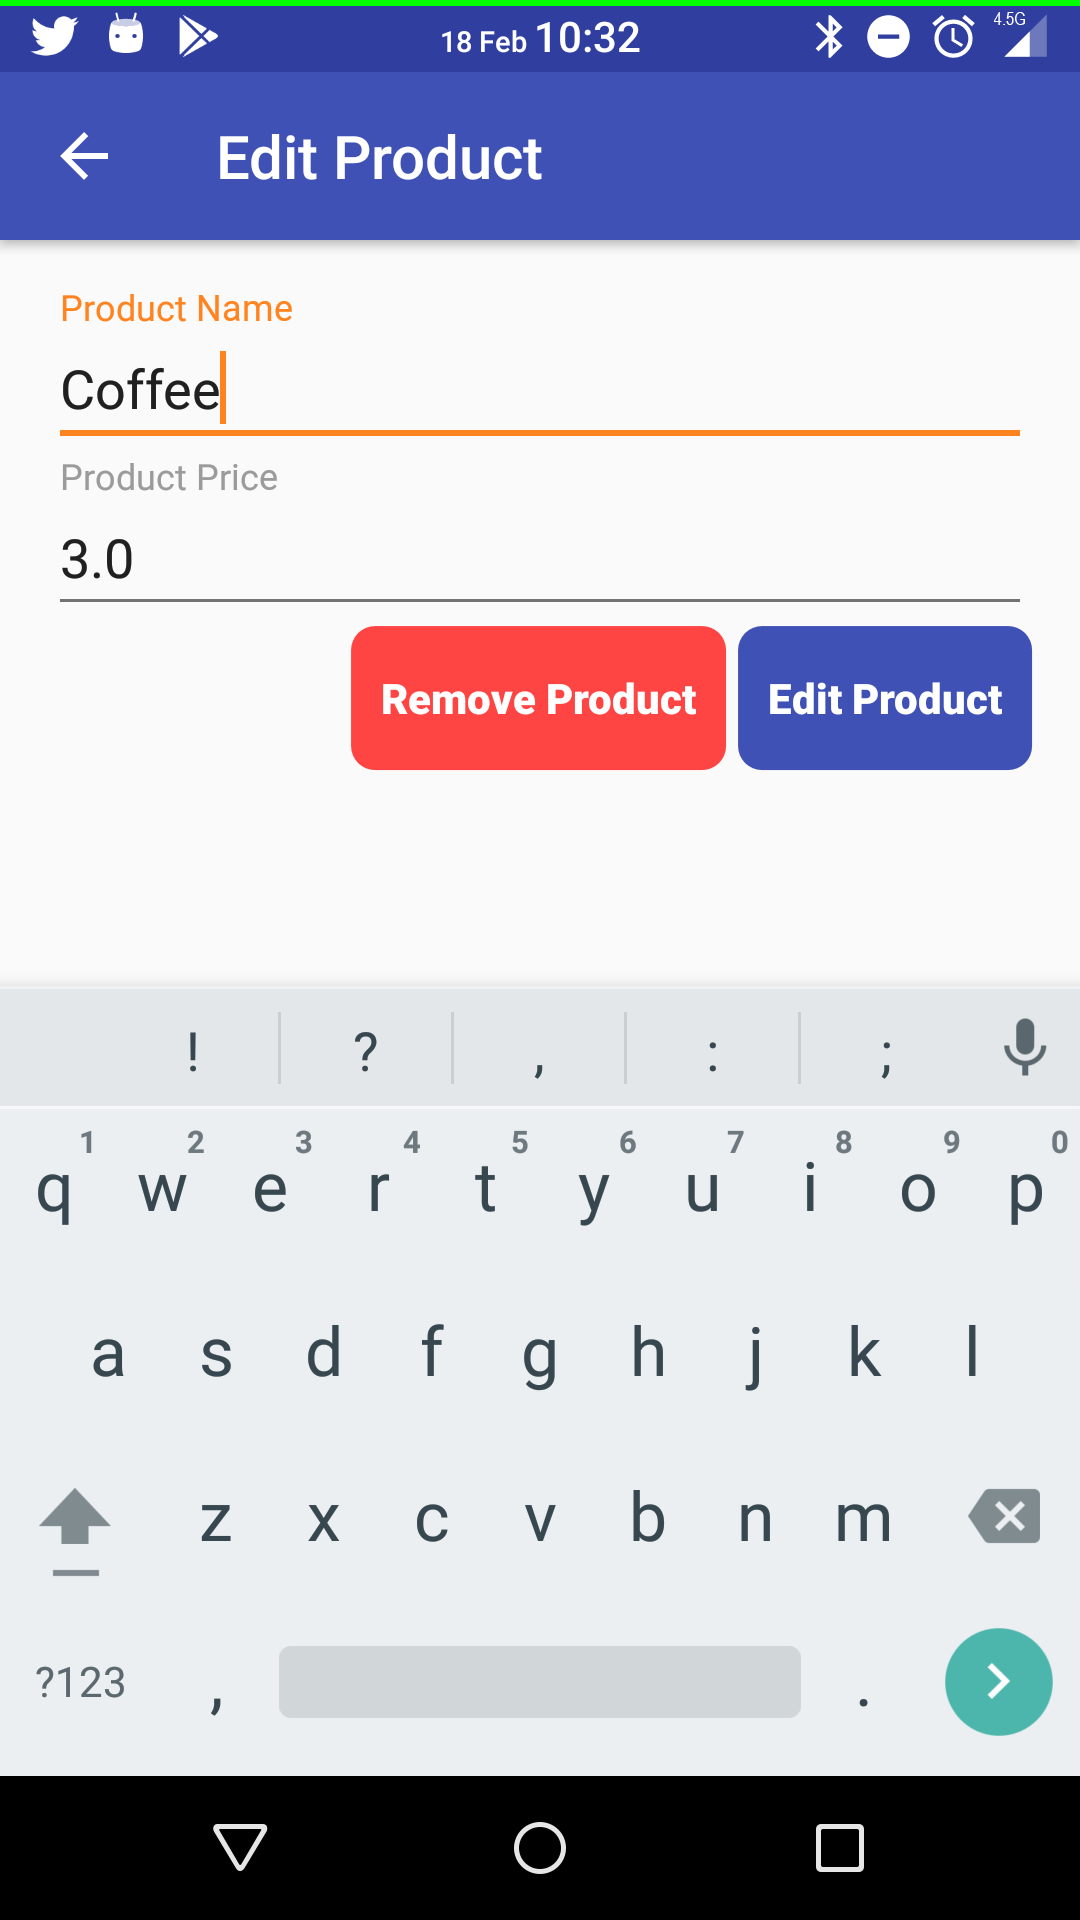 18 Feb 10:32 4.5G
Edit Product
Product Name
Coffee
Product Price
3.0
Remove Product Edit Product
! ? , : ;
1 2 3 4 5 6 7 8 9 0
q w e r t y u i o p
a s d f g h j k l
z x c v b n m
?123 , .